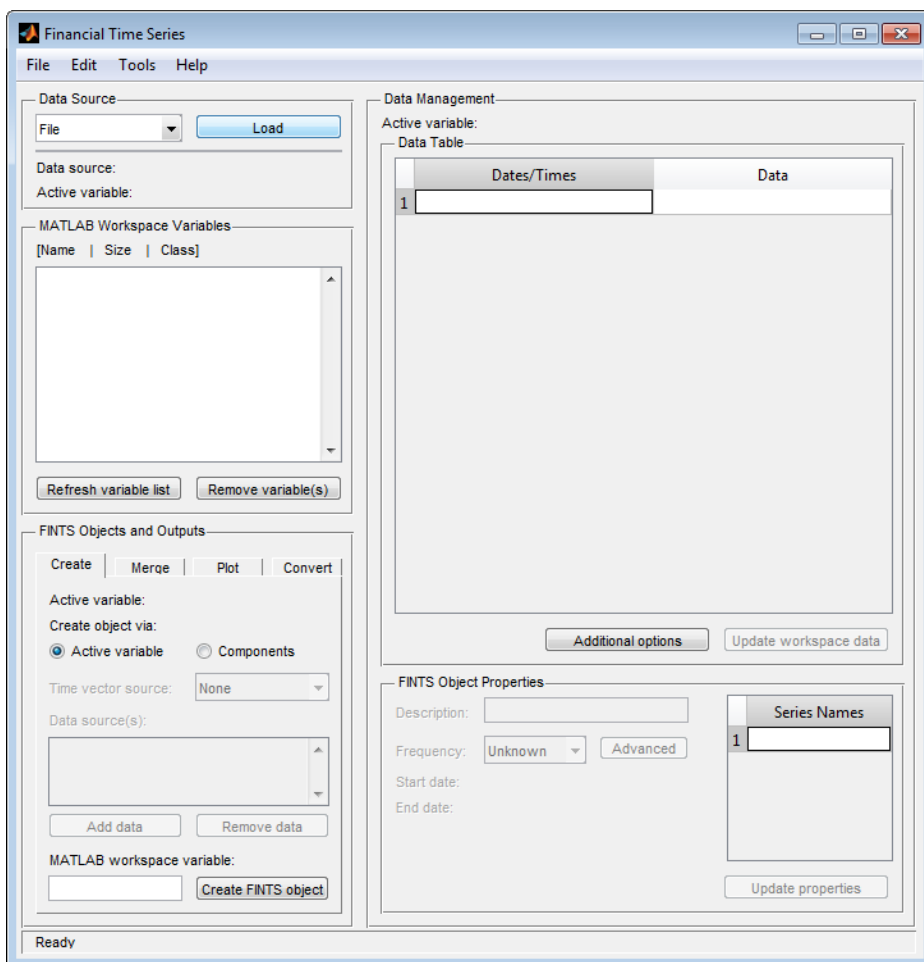 Financial Time Series
File Edit Tools Help
Data Source
File Load
Data source:
Active variable:
MATLAB Workspace Variables
[Name | Size | Class]
Refresh variable list Remove variable(s)
FINTS Objects and Outputs
Create Merge Plot Convert
Active variable:
Create object via:
Active variable Components
Time vector source: None
Data source(s):
Add data Remove data
MATLAB workspace variable:
Create FINTS object
Data Management
Active variable:
Data Table
Dates/Times Data
1
Additional options Update workspace data
FINTS Object Properties
Description:
Frequency: Unknown Advanced
Start date:
End date:
Series Names
1
Update properties
Ready